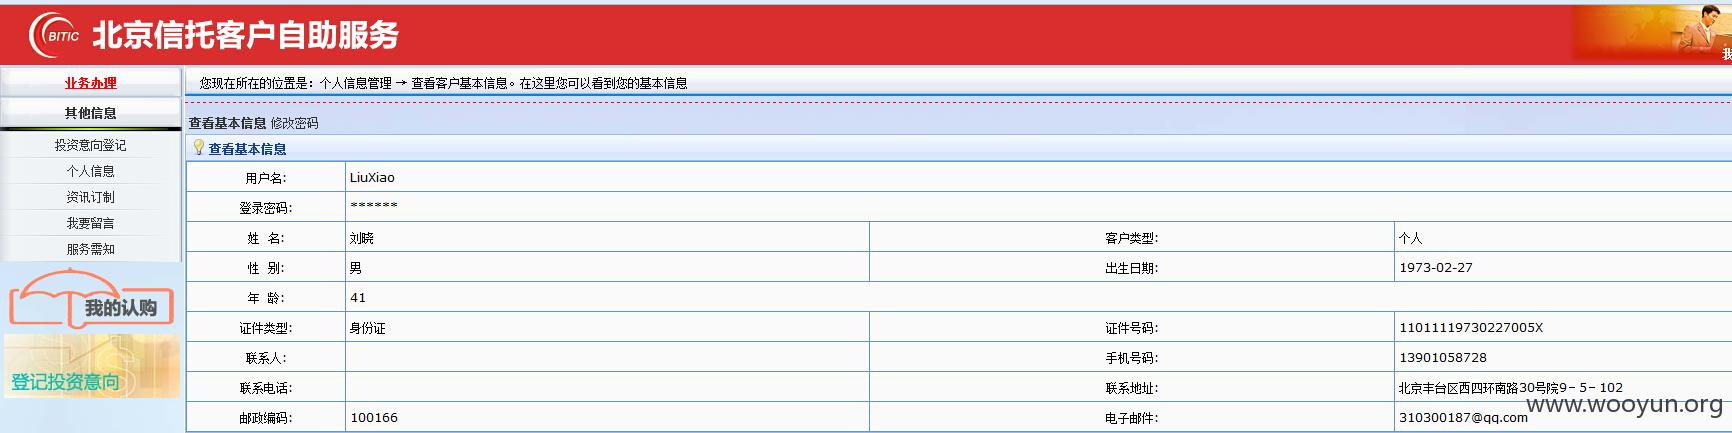 BITIC 北京信托客户自助服务
我
业务办理
您现在所在的位置是：个人信息管理 → 查看客户基本信息。在这里您可以看到您的基本信息
其他信息
查看基本信息 修改密码
投资意向登记
个人信息
资讯订制
我要留言
服务需知
我的认购
登记投资意向
查看基本信息
用户名: LiuXiao
登录密码: ******
姓 名: 刘晓 客户类型: 个人
性 别: 男 出生日期: 1973-02-27
年 龄: 41
证件类型: 身份证 证件号码: 11011119730227005X
联系人: 手机号码: 13901058728
联系电话: 联系地址: 北京丰台区西四环南路30号院9－5－102
邮政编码: 100166 电子邮件: 310300187@qq.com
www.wooyun.org